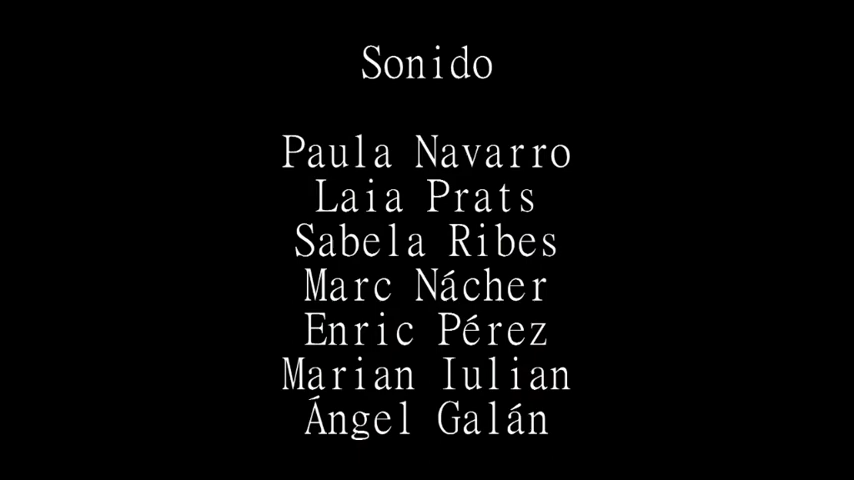 Sonido
Paula Navarro
Laia Prats
Sabela Ribes
Marc Nácher
Enric Pérez
Marian Iulian
Ángel Galán